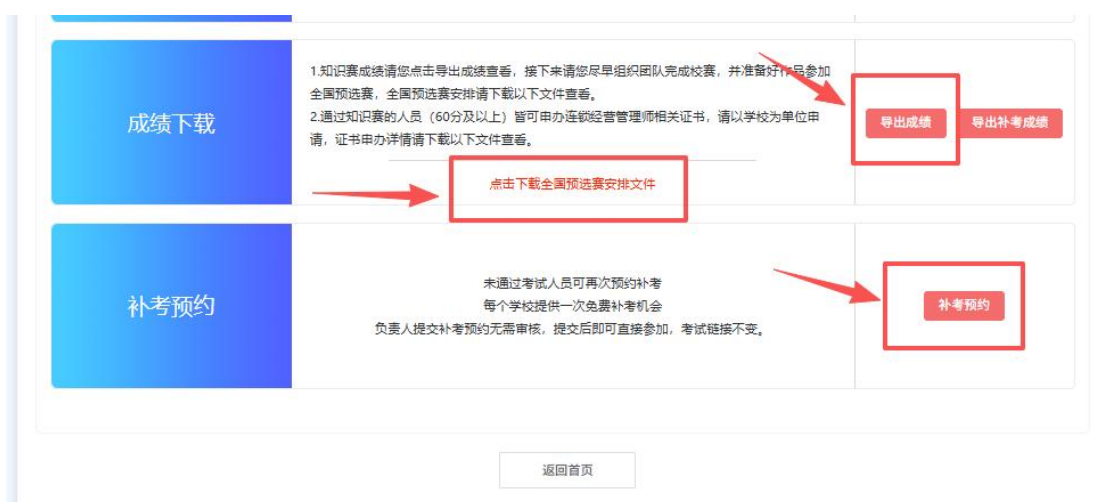 1.知识赛成绩请您点击导出成绩查看，接下来请您尽早组织团队完成校赛，并准备好作品参加
全国预选赛，全国预选赛安排请下载以下文件查看。
成绩下载
2.通过知识赛的人员（60分及以上）皆可申办连锁经营管理师相关证书，请以学校为单位申
请，证书申办详情请下载以下文件查看。
导出成绩
导出补考成绩
点击下载全国预选赛安排文件
未通过考试人员可再次预约补考
补考预约
每个学校提供一次免费补考机会
负责人提交补考预约无需审核，提交后即可直接参加，考试链接不变。
补考预约
返回首页